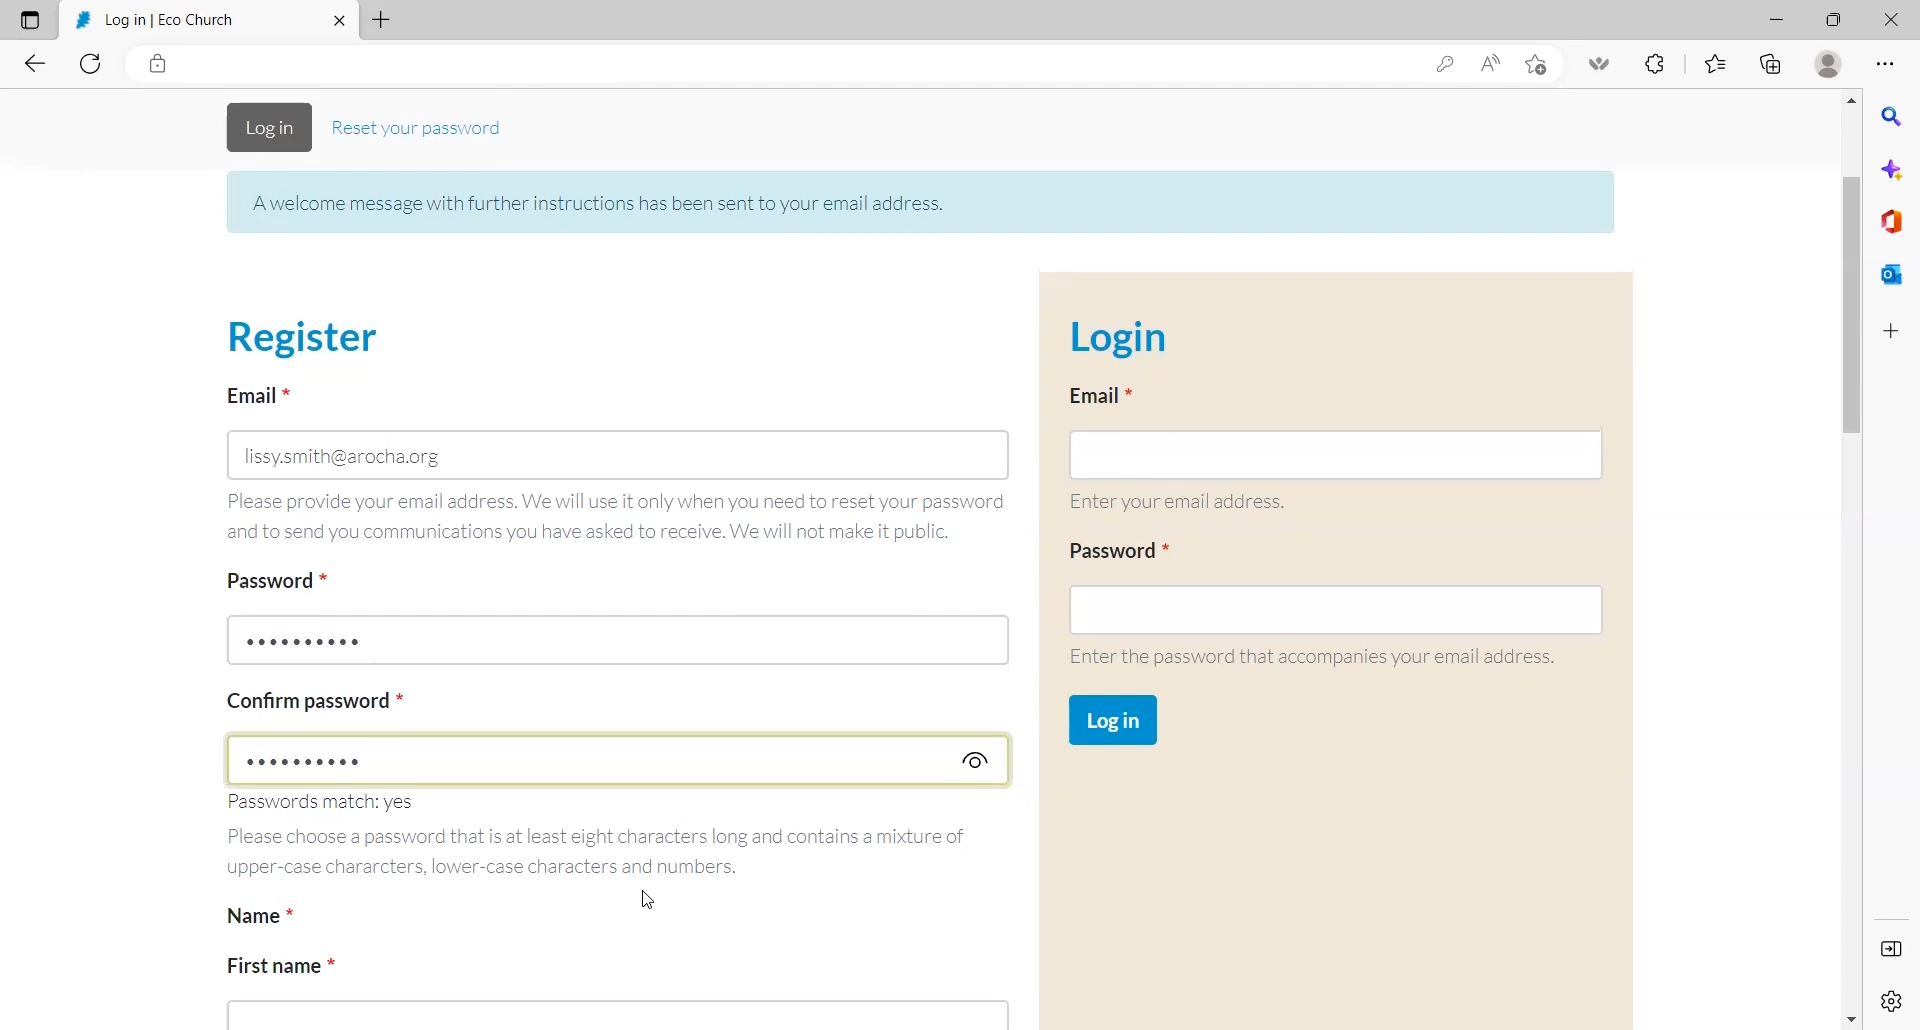 Log in | Eco Church
Log in
Reset your password
A welcome message with further instructions has been sent to your email address.
Register
Email *
lissy.smith@arocha.org
Please provide your email address. We will use it only when you need to reset your password
and to send you communications you have asked to receive. We will not make it public.
Password *
Confirm password *
Passwords match: yes
Please choose a password that is at least eight characters long and contains a mixture of
upper-case chararcters, lower-case characters and numbers.
Name *
First name *
Login
Email *
Enter your email address.
Password *
Enter the password that accompanies your email address.
Log in